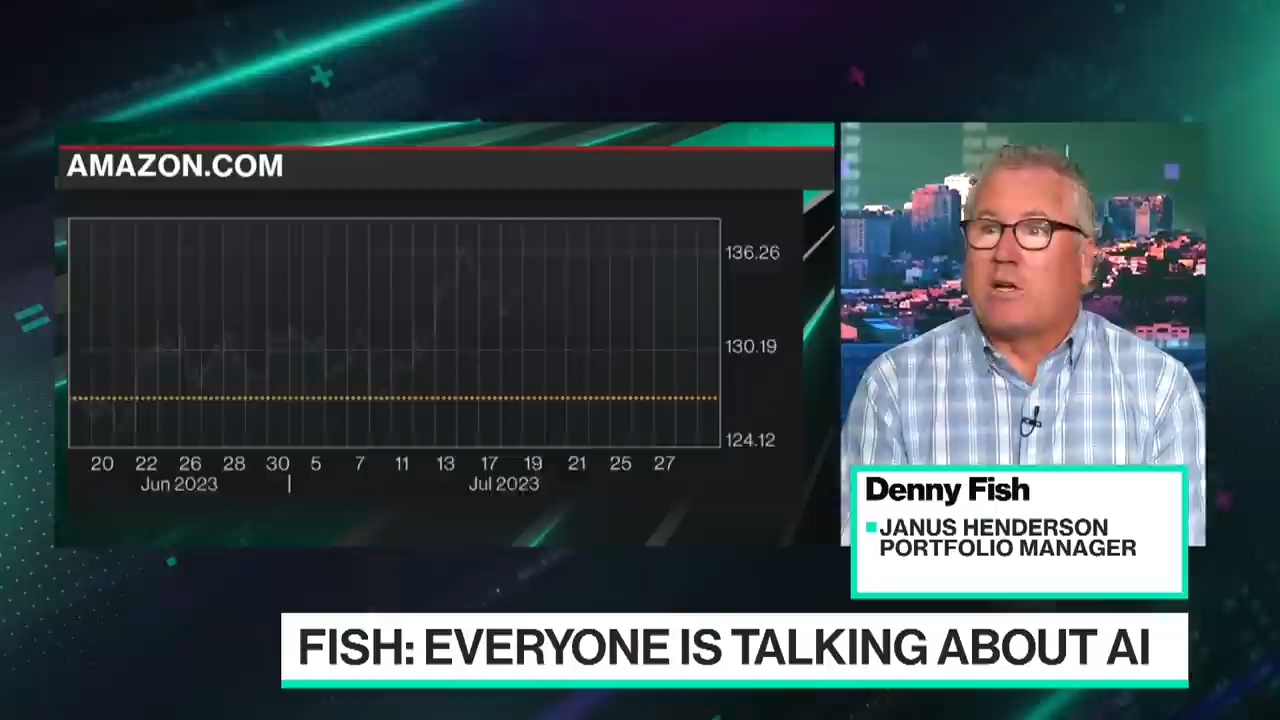 AMAZON.COM
136.26
130.19
124.12
20 22 26 28 30 5 7 11 13 17 19 21 25 27
Jun 2023 | Jul 2023
Denny Fish
JANUS HENDERSON
PORTFOLIO MANAGER
FISH: EVERYONE IS TALKING ABOUT AI